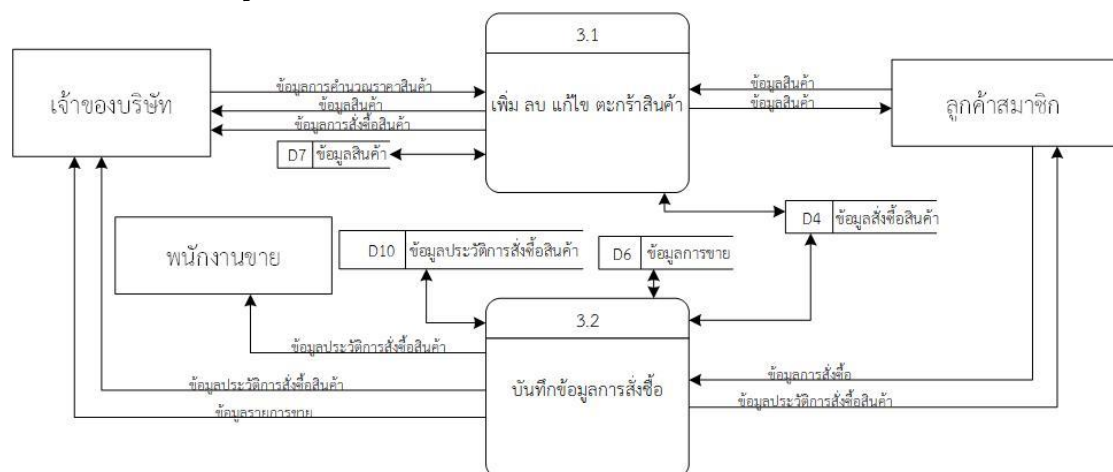 3.1
เจ้าของบริษัท
ข้อมูลการคำนวณราคาสินค้า
ข้อมูลสินค้า
ข้อมูลการสั่งซื้อสินค้า
เพิ่ม ลบ แก้ไข ตะกร้าสินค้า
ข้อมูลสินค้า
ข้อมูลสินค้า
ลูกค้าสมาชิก
D7 ข้อมูลสินค้า
D4 ข้อมูลสั่งซื้อสินค้า
พนักงานขาย
D10 ข้อมูลประวัติการสั่งซื้อสินค้า
D6 ข้อมูลการขาย
3.2
ข้อมูลประวัติการสั่งซื้อสินค้า
ข้อมูลประวัติการสั่งซื้อสินค้า
ข้อมูลรายการขาย
บันทึกข้อมูลการสั่งซื้อ
ข้อมูลการสั่งซื้อ
ข้อมูลประวัติการสั่งซื้อสินค้า